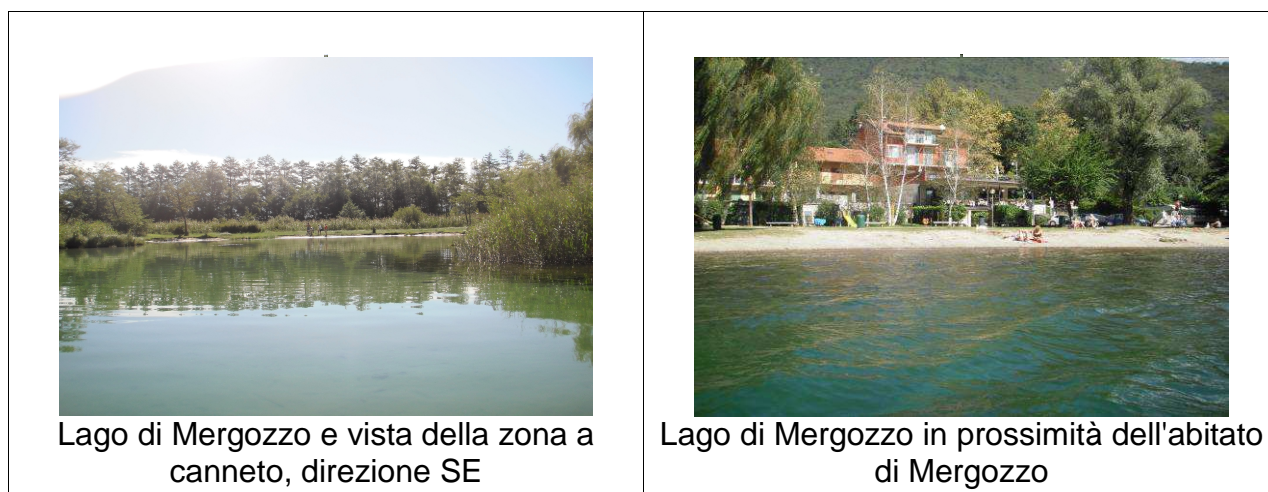 Lago di Mergozzo e vista della zona a
canneto, direzione SE
Lago di Mergozzo in prossimità dell'abitato
di Mergozzo